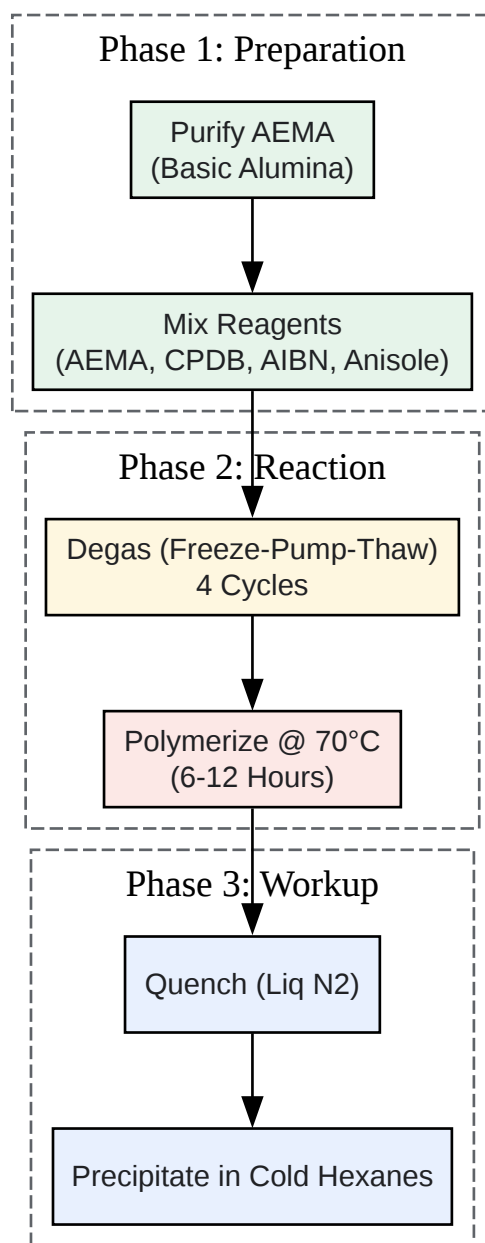 Phase 1: Preparation
Purify AEMA
(Basic Alumina)
Mix Reagents
(AEMA, CPDB, AIBN, Anisole)
Phase 2: Reaction
Degas (Freeze-Pump-Thaw)
4 Cycles
Polymerize @ 70°C
(6-12 Hours)
Phase 3: Workup
Quench (Liq N2)
Precipitate in Cold Hexanes